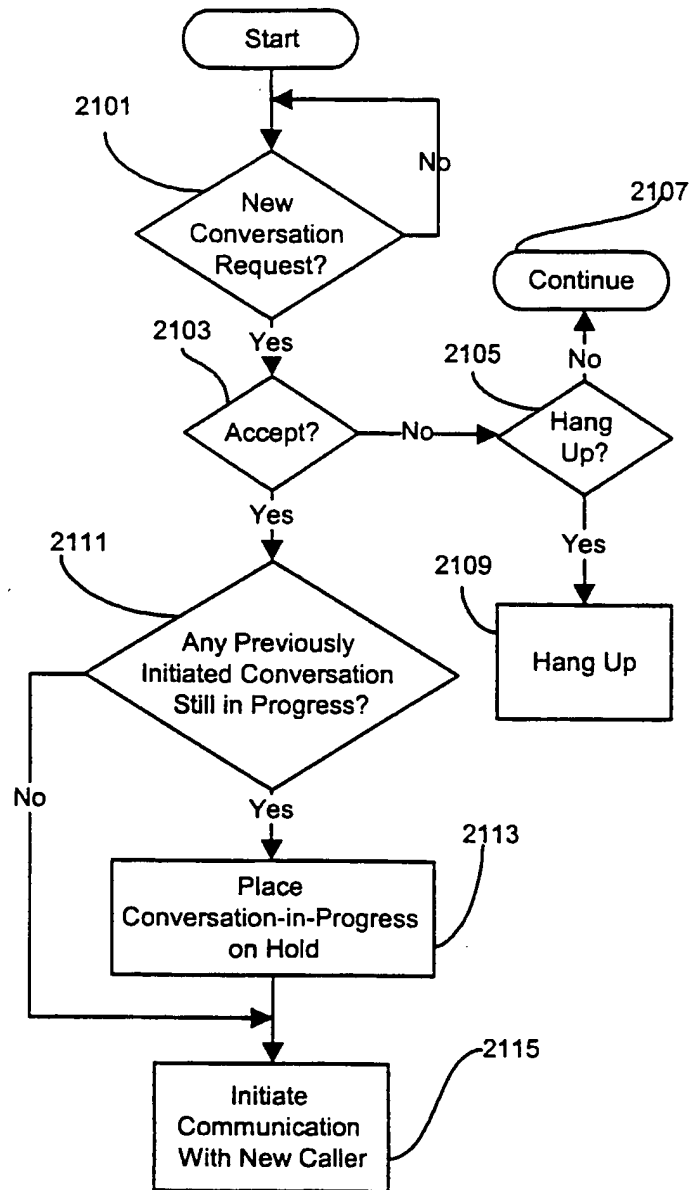 Start
2101
No
New
Conversation
Request?
2107
Continue
Yes
2103
2105
No
Accept?
No
Hang
Up?
Yes
Yes
2111
2109
Any Previously
Initiated Conversation
Still in Progress?
Hang Up
No
Yes
2113
Place
Conversation-in-Progress
on Hold
2115
Initiate
Communication
With New Caller